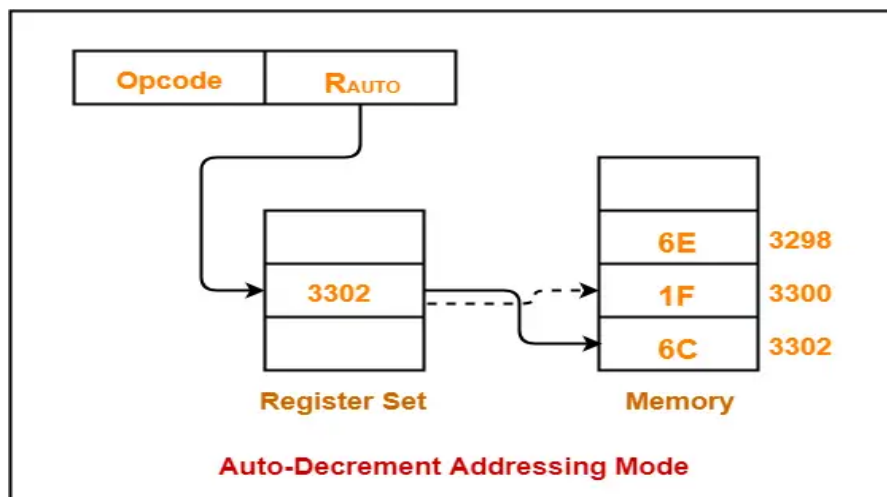 Opcode RAUTO
6E 3298
3302 1F 3300
6C 3302
Register Set Memory
Auto-Decrement Addressing Mode